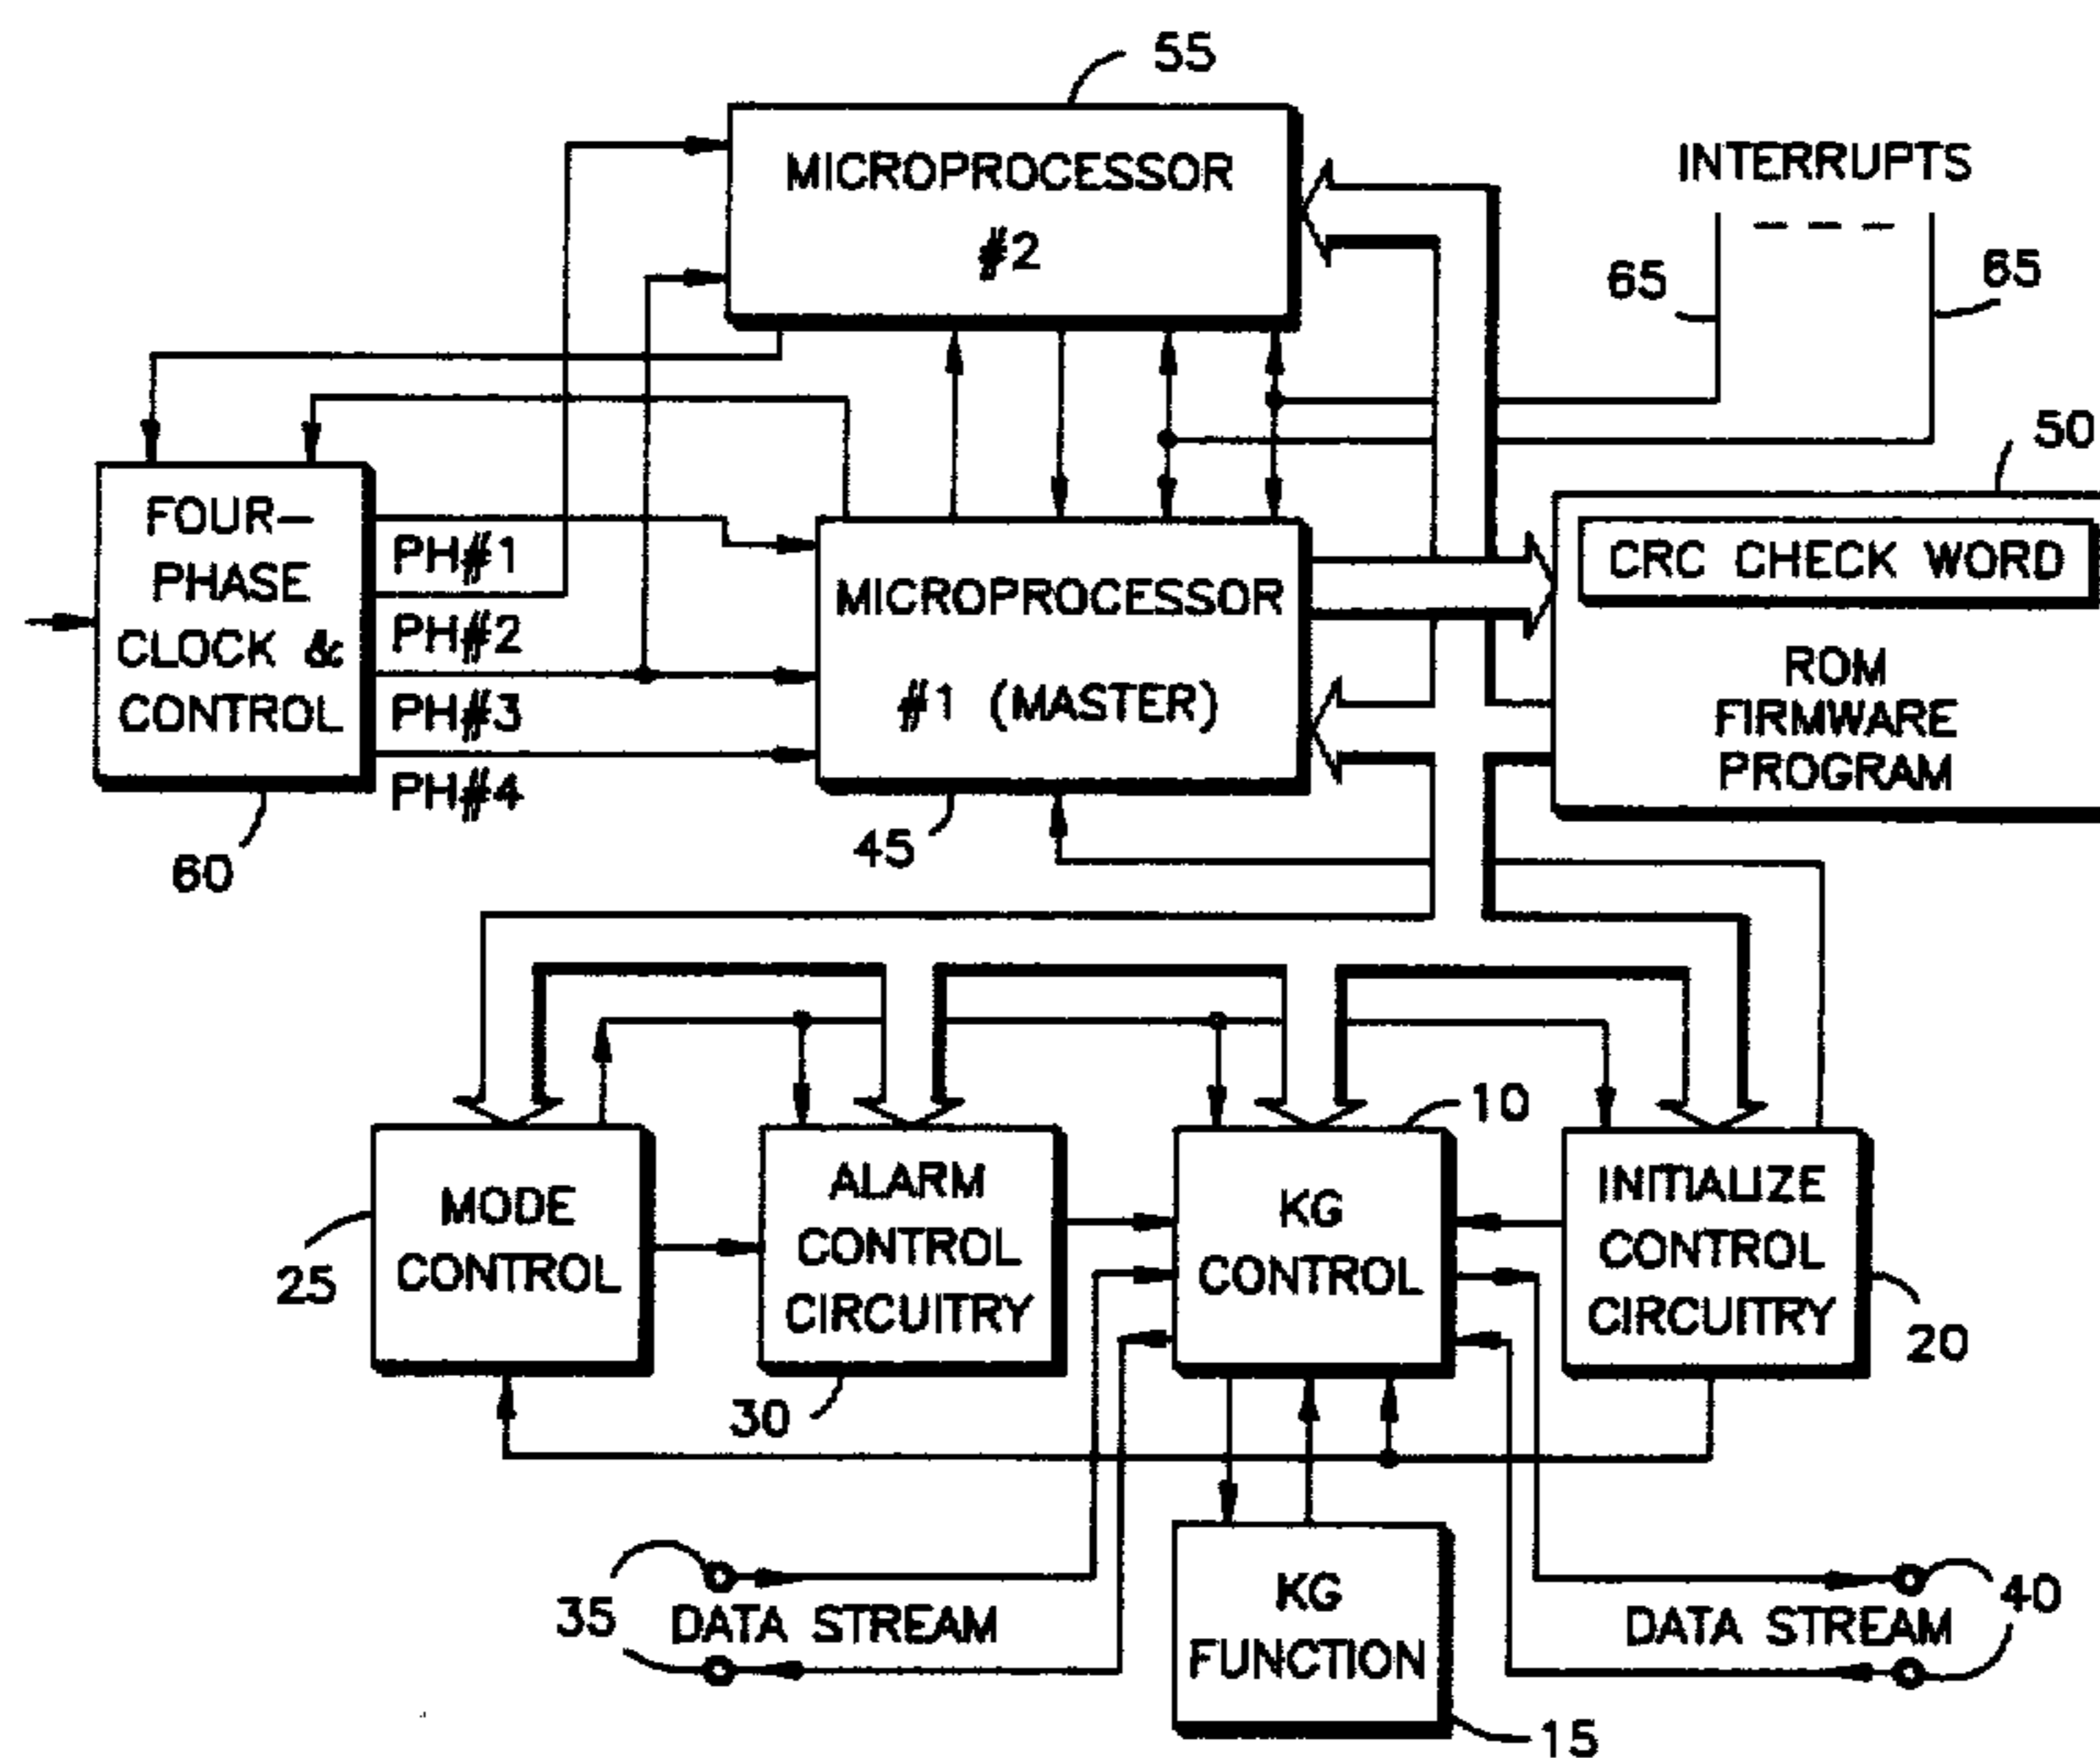 55
MICROPROCESSOR
#2
INTERRUPTS
65
65
50
FOUR-
PHASE
CLOCK &
CONTROL
PH#1
PH#2
PH#3
PH#4
60
MICROPROCESSOR
#1 (MASTER)
45
CRC CHECK WORD
ROM
FIRMWARE
PROGRAM
10
MODE
CONTROL
25
ALARM
CONTROL
CIRCUITRY
30
KG
CONTROL
INITIALIZE
CONTROL
CIRCUITRY
20
35
DATA STREAM
KG
FUNCTION
15
DATA STREAM
40